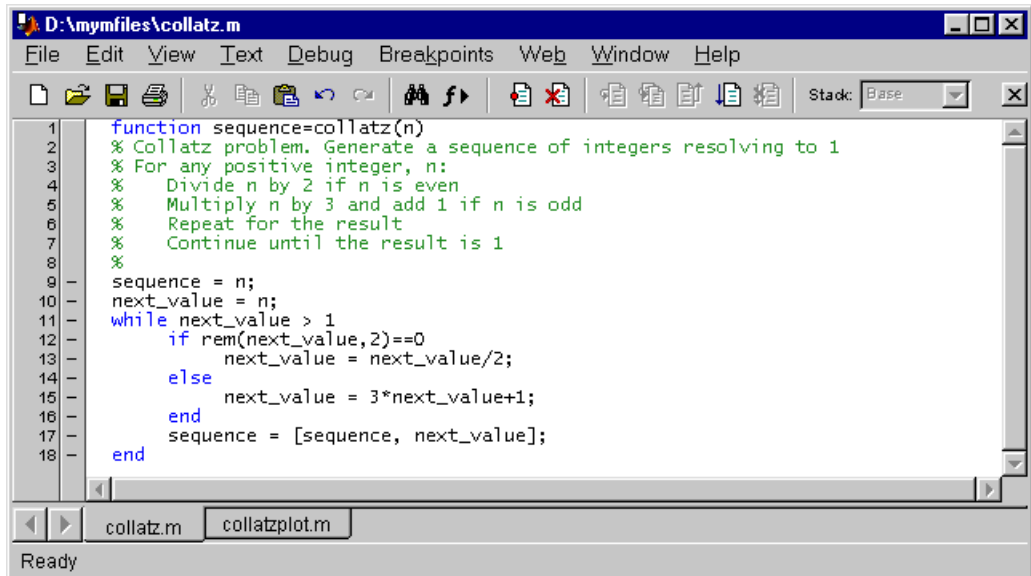 D:\mymfiles\collatz.m
File Edit View Text Debug Breakpoints Web Window Help
Stack: Base
1 function sequence=collatz(n)
2 % Collatz problem. Generate a sequence of integers resolving to 1
3 % For any positive integer, n:
4 %    Divide n by 2 if n is even
5 %    Multiply n by 3 and add 1 if n is odd
6 %    Repeat for the result
7 %    Continue until the result is 1
8 %
9 – sequence = n;
10 – next_value = n;
11 – while next_value > 1
12 –     if rem(next_value,2)==0
13 –         next_value = next_value/2;
14 –     else
15 –         next_value = 3*next_value+1;
16 –     end
17 –     sequence = [sequence, next_value];
18 – end
collatz.m collatzplot.m
Ready